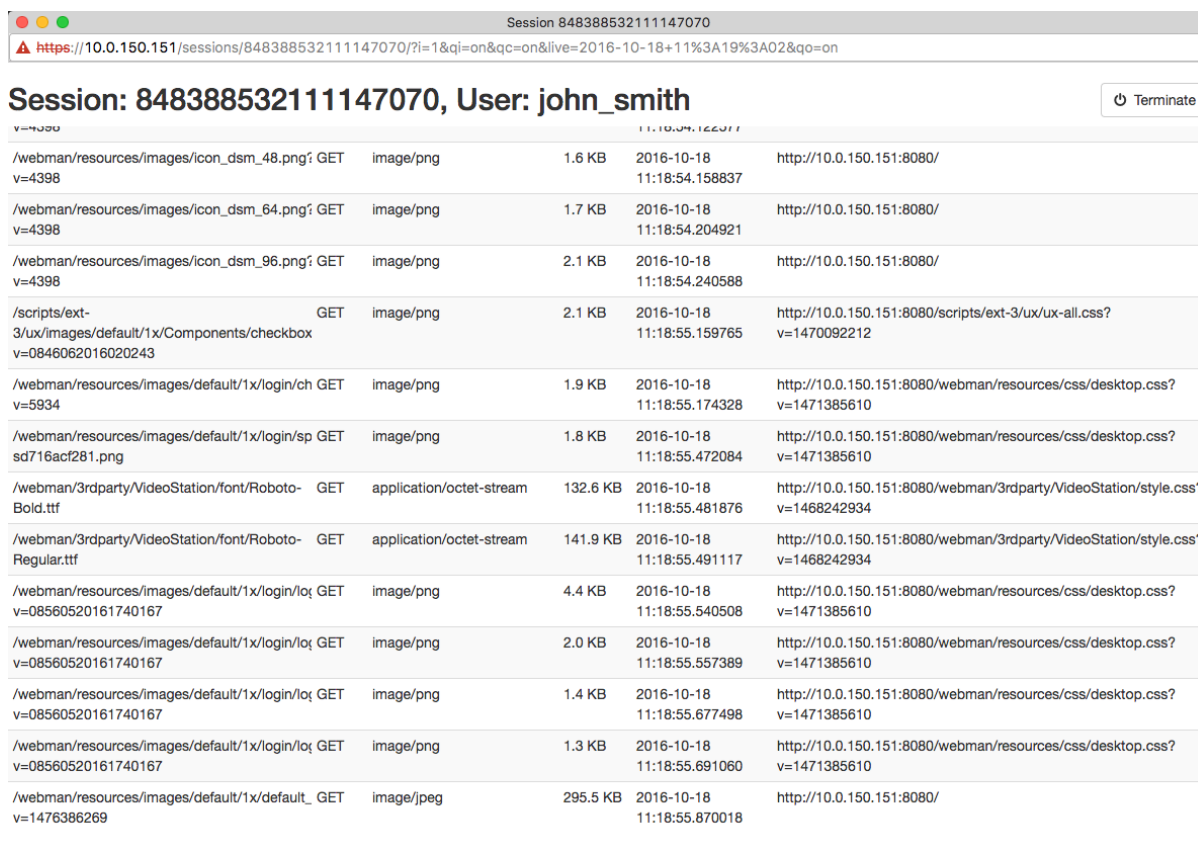 Session 848388532111147070
https://10.0.150.151/sessions/848388532111147070/?i=1&qi=on&qc=on&live=2016-10-18+11%3A19%3A02&qo=on
Session: 848388532111147070, User: john_smith
Terminate
v=4398 11:18:54.122577
/webman/resources/images/icon_dsm_48.png? GET image/png 1.6 KB 2016-10-18 http://10.0.150.151:8080/
v=4398 11:18:54.158837
/webman/resources/images/icon_dsm_64.png? GET image/png 1.7 KB 2016-10-18 http://10.0.150.151:8080/
v=4398 11:18:54.204921
/webman/resources/images/icon_dsm_96.png? GET image/png 2.1 KB 2016-10-18 http://10.0.150.151:8080/
v=4398 11:18:54.240588
/scripts/ext- GET image/png 2.1 KB 2016-10-18 http://10.0.150.151:8080/scripts/ext-3/ux/ux-all.css?
3/ux/images/default/1x/Components/checkbox 11:18:55.159765 v=1470092212
v=0846062016020243
/webman/resources/images/default/1x/login/ch GET image/png 1.9 KB 2016-10-18 http://10.0.150.151:8080/webman/resources/css/desktop.css?
v=5934 11:18:55.174328 v=1471385610
/webman/resources/images/default/1x/login/sp GET image/png 1.8 KB 2016-10-18 http://10.0.150.151:8080/webman/resources/css/desktop.css?
sd716acf281.png 11:18:55.472084 v=1471385610
/webman/3rdparty/VideoStation/font/Roboto- GET application/octet-stream 132.6 KB 2016-10-18 http://10.0.150.151:8080/webman/3rdparty/VideoStation/style.css?
Bold.ttf 11:18:55.481876 v=1468242934
/webman/3rdparty/VideoStation/font/Roboto- GET application/octet-stream 141.9 KB 2016-10-18 http://10.0.150.151:8080/webman/3rdparty/VideoStation/style.css?
Regular.ttf 11:18:55.491117 v=1468242934
/webman/resources/images/default/1x/login/log GET image/png 4.4 KB 2016-10-18 http://10.0.150.151:8080/webman/resources/css/desktop.css?
v=08560520161740167 11:18:55.540508 v=1471385610
/webman/resources/images/default/1x/login/log GET image/png 2.0 KB 2016-10-18 http://10.0.150.151:8080/webman/resources/css/desktop.css?
v=08560520161740167 11:18:55.557389 v=1471385610
/webman/resources/images/default/1x/login/log GET image/png 1.4 KB 2016-10-18 http://10.0.150.151:8080/webman/resources/css/desktop.css?
v=08560520161740167 11:18:55.677498 v=1471385610
/webman/resources/images/default/1x/login/log GET image/png 1.3 KB 2016-10-18 http://10.0.150.151:8080/webman/resources/css/desktop.css?
v=08560520161740167 11:18:55.691060 v=1471385610
/webman/resources/images/default/1x/default_ GET image/jpeg 295.5 KB 2016-10-18 http://10.0.150.151:8080/
v=1476386269 11:18:55.870018